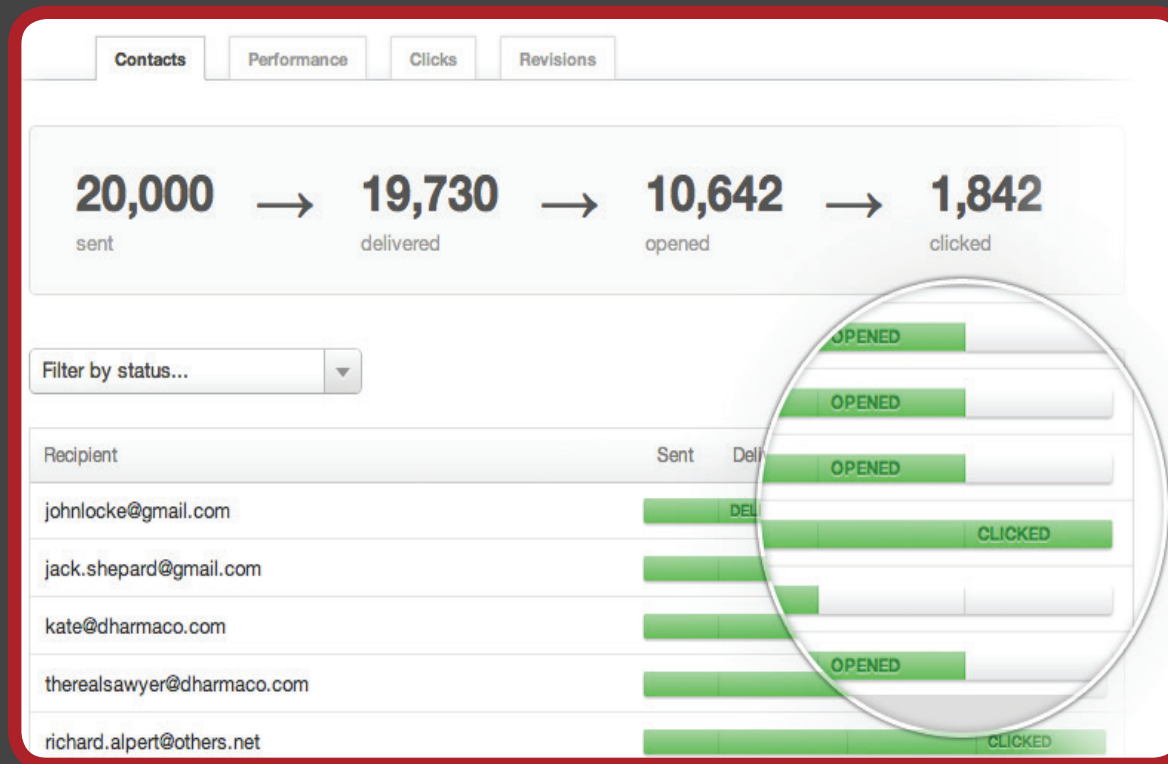 Contacts Performance Clicks Revisions
20,000 → 19,730 → 10,642 → 1,842
sent delivered opened clicked
OPENED
Filter by status...
OPENED
Recipient Sent
OPENED
johnlocke@gmail.com
CLICKED
jack.shepard@gmail.com
kate@dharmaco.com
OPENED
therealsawyer@dharmaco.com
richard.alpert@others.net CLICKED